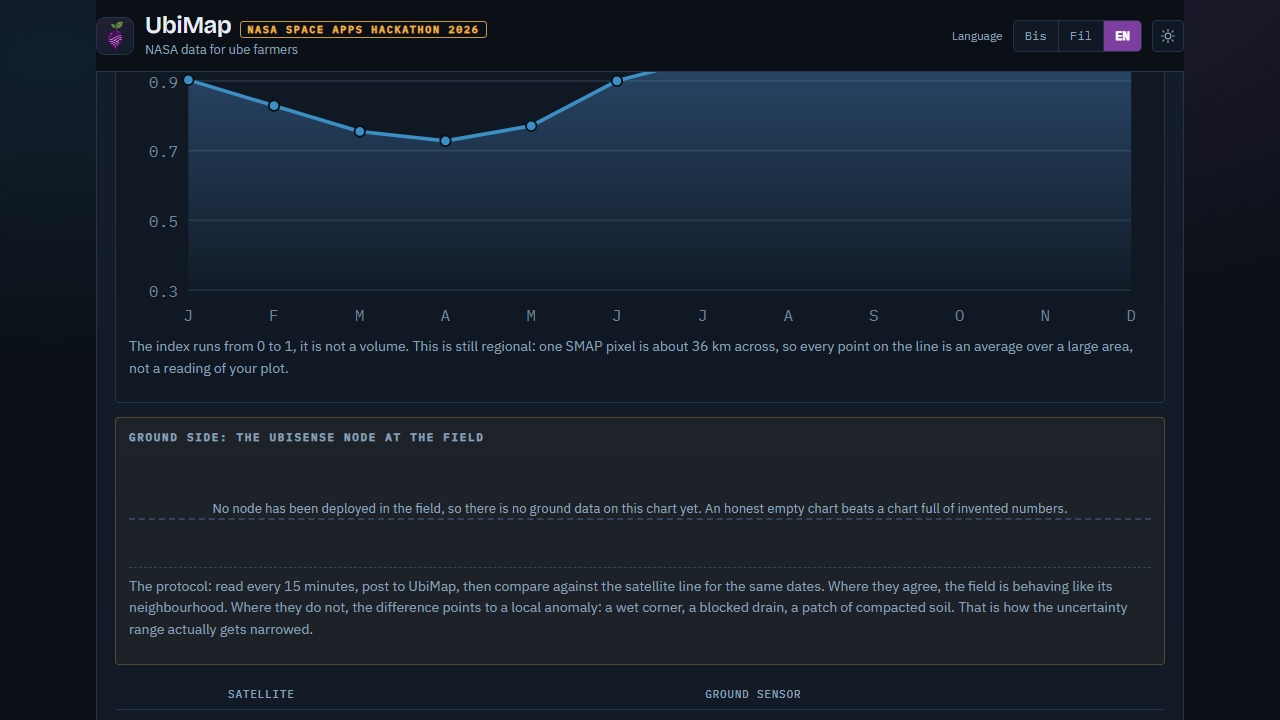 UbiMap NASA SPACE APPS HACKATHON 2026
NASA data for ube farmers
Language Bis Fil EN
0.9
0.7
0.5
0.3
J F M A M J J A S O N D
The index runs from 0 to 1, it is not a volume. This is still regional: one SMAP pixel is about 36 km across, so every point on the line is an average over a large area,
not a reading of your plot.
GROUND SIDE: THE UBISENSE NODE AT THE FIELD
No node has been deployed in the field, so there is no ground data on this chart yet. An honest empty chart beats a chart full of invented numbers.
The protocol: read every 15 minutes, post to UbiMap, then compare against the satellite line for the same dates. Where they agree, the field is behaving like its
neighbourhood. Where they do not, the difference points to a local anomaly: a wet corner, a blocked drain, a patch of compacted soil. That is how the uncertainty
range actually gets narrowed.
SATELLITE GROUND SENSOR